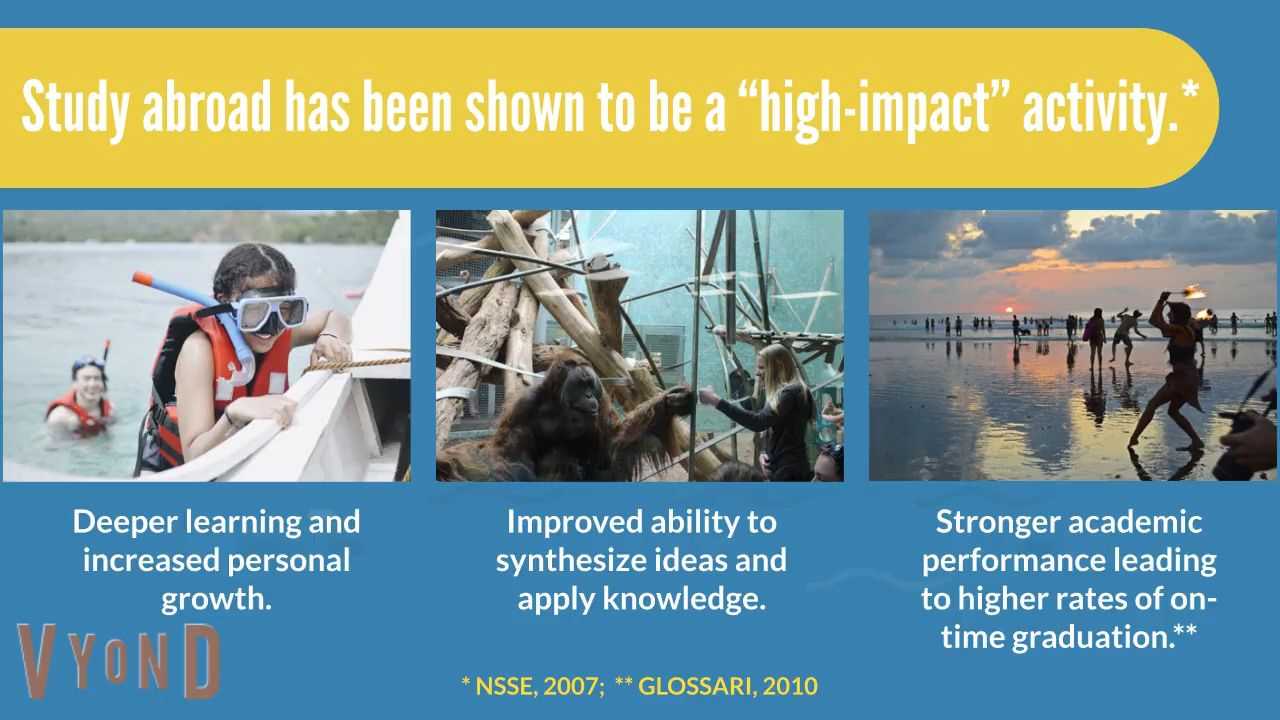 Study abroad has been shown to be a “high-impact” activity.*
Deeper learning and
increased personal
growth.
Improved ability to
synthesize ideas and
apply knowledge.
Stronger academic
performance leading
to higher rates of on-
time graduation.**
VYOND
* NSSE, 2007;  ** GLOSSARI, 2010